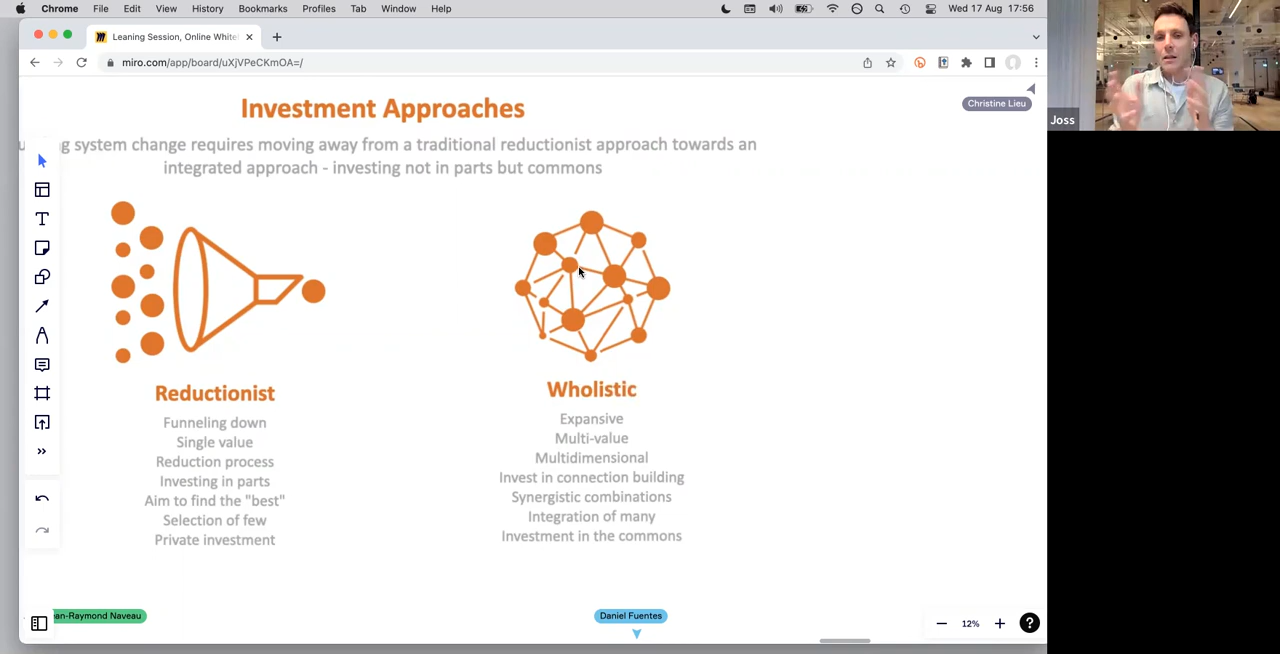 Chrome File Edit View History Bookmarks Profiles Tab Window Help Wed 17 Aug 17:56
Leaning Session, Online White
miro.com/app/board/uXjVPeCKmOA=/
Christine Lieu
Joss
Investment Approaches
system change requires moving away from a traditional reductionist approach towards an
integrated approach - investing not in parts but commons
Reductionist
Funneling down
Single value
Reduction process
Investing in parts
Aim to find the "best"
Selection of few
Private investment
Wholistic
Expansive
Multi-value
Multidimensional
Invest in connection building
Synergistic combinations
Integration of many
Investment in the commons
ean-Raymond Naveau
Daniel Fuentes
12%